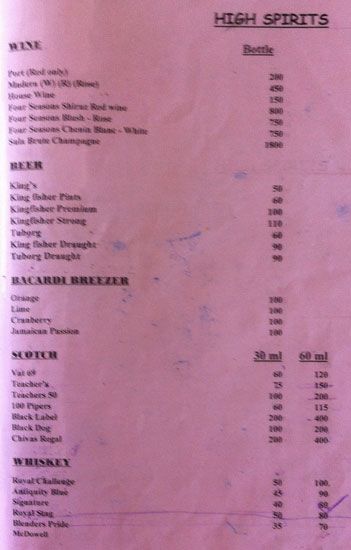 HIGH SPIRITS
WINE Bottle
Port (Red only) 200
Madera (W) (R) (Rose) 450
House Wine 150
Four Seasons Shiraz Red wine 800
Four Seasons Blush - Rose 750
Four Seasons Chenin Blanc - White 750
Sula Brute Champagne 1800
BEER
King's 50
King fisher Pints 60
Kingfisher Premium 100
Kingfisher Strong 110
Tuborg 60
King fisher Draught 90
Tuborg Draught 90
BACARDI BREEZER
Orange 100
Lime 100
Cranberry 100
Jamaican Passion 100
SCOTCH 30 ml 60 ml
Vat 69 60 120
Teacher's 75 150
Teachers 50 100 200
100 Pipers 60 115
Black Label 200 400
Black Dog 100 200
Chivas Regal 200 400
WHISKEY
Royal Challenge 50 100
Antiquity Blue 45 90
Signature 40
Royal Stag 50 80
Blenders Pride 35 70
McDowell